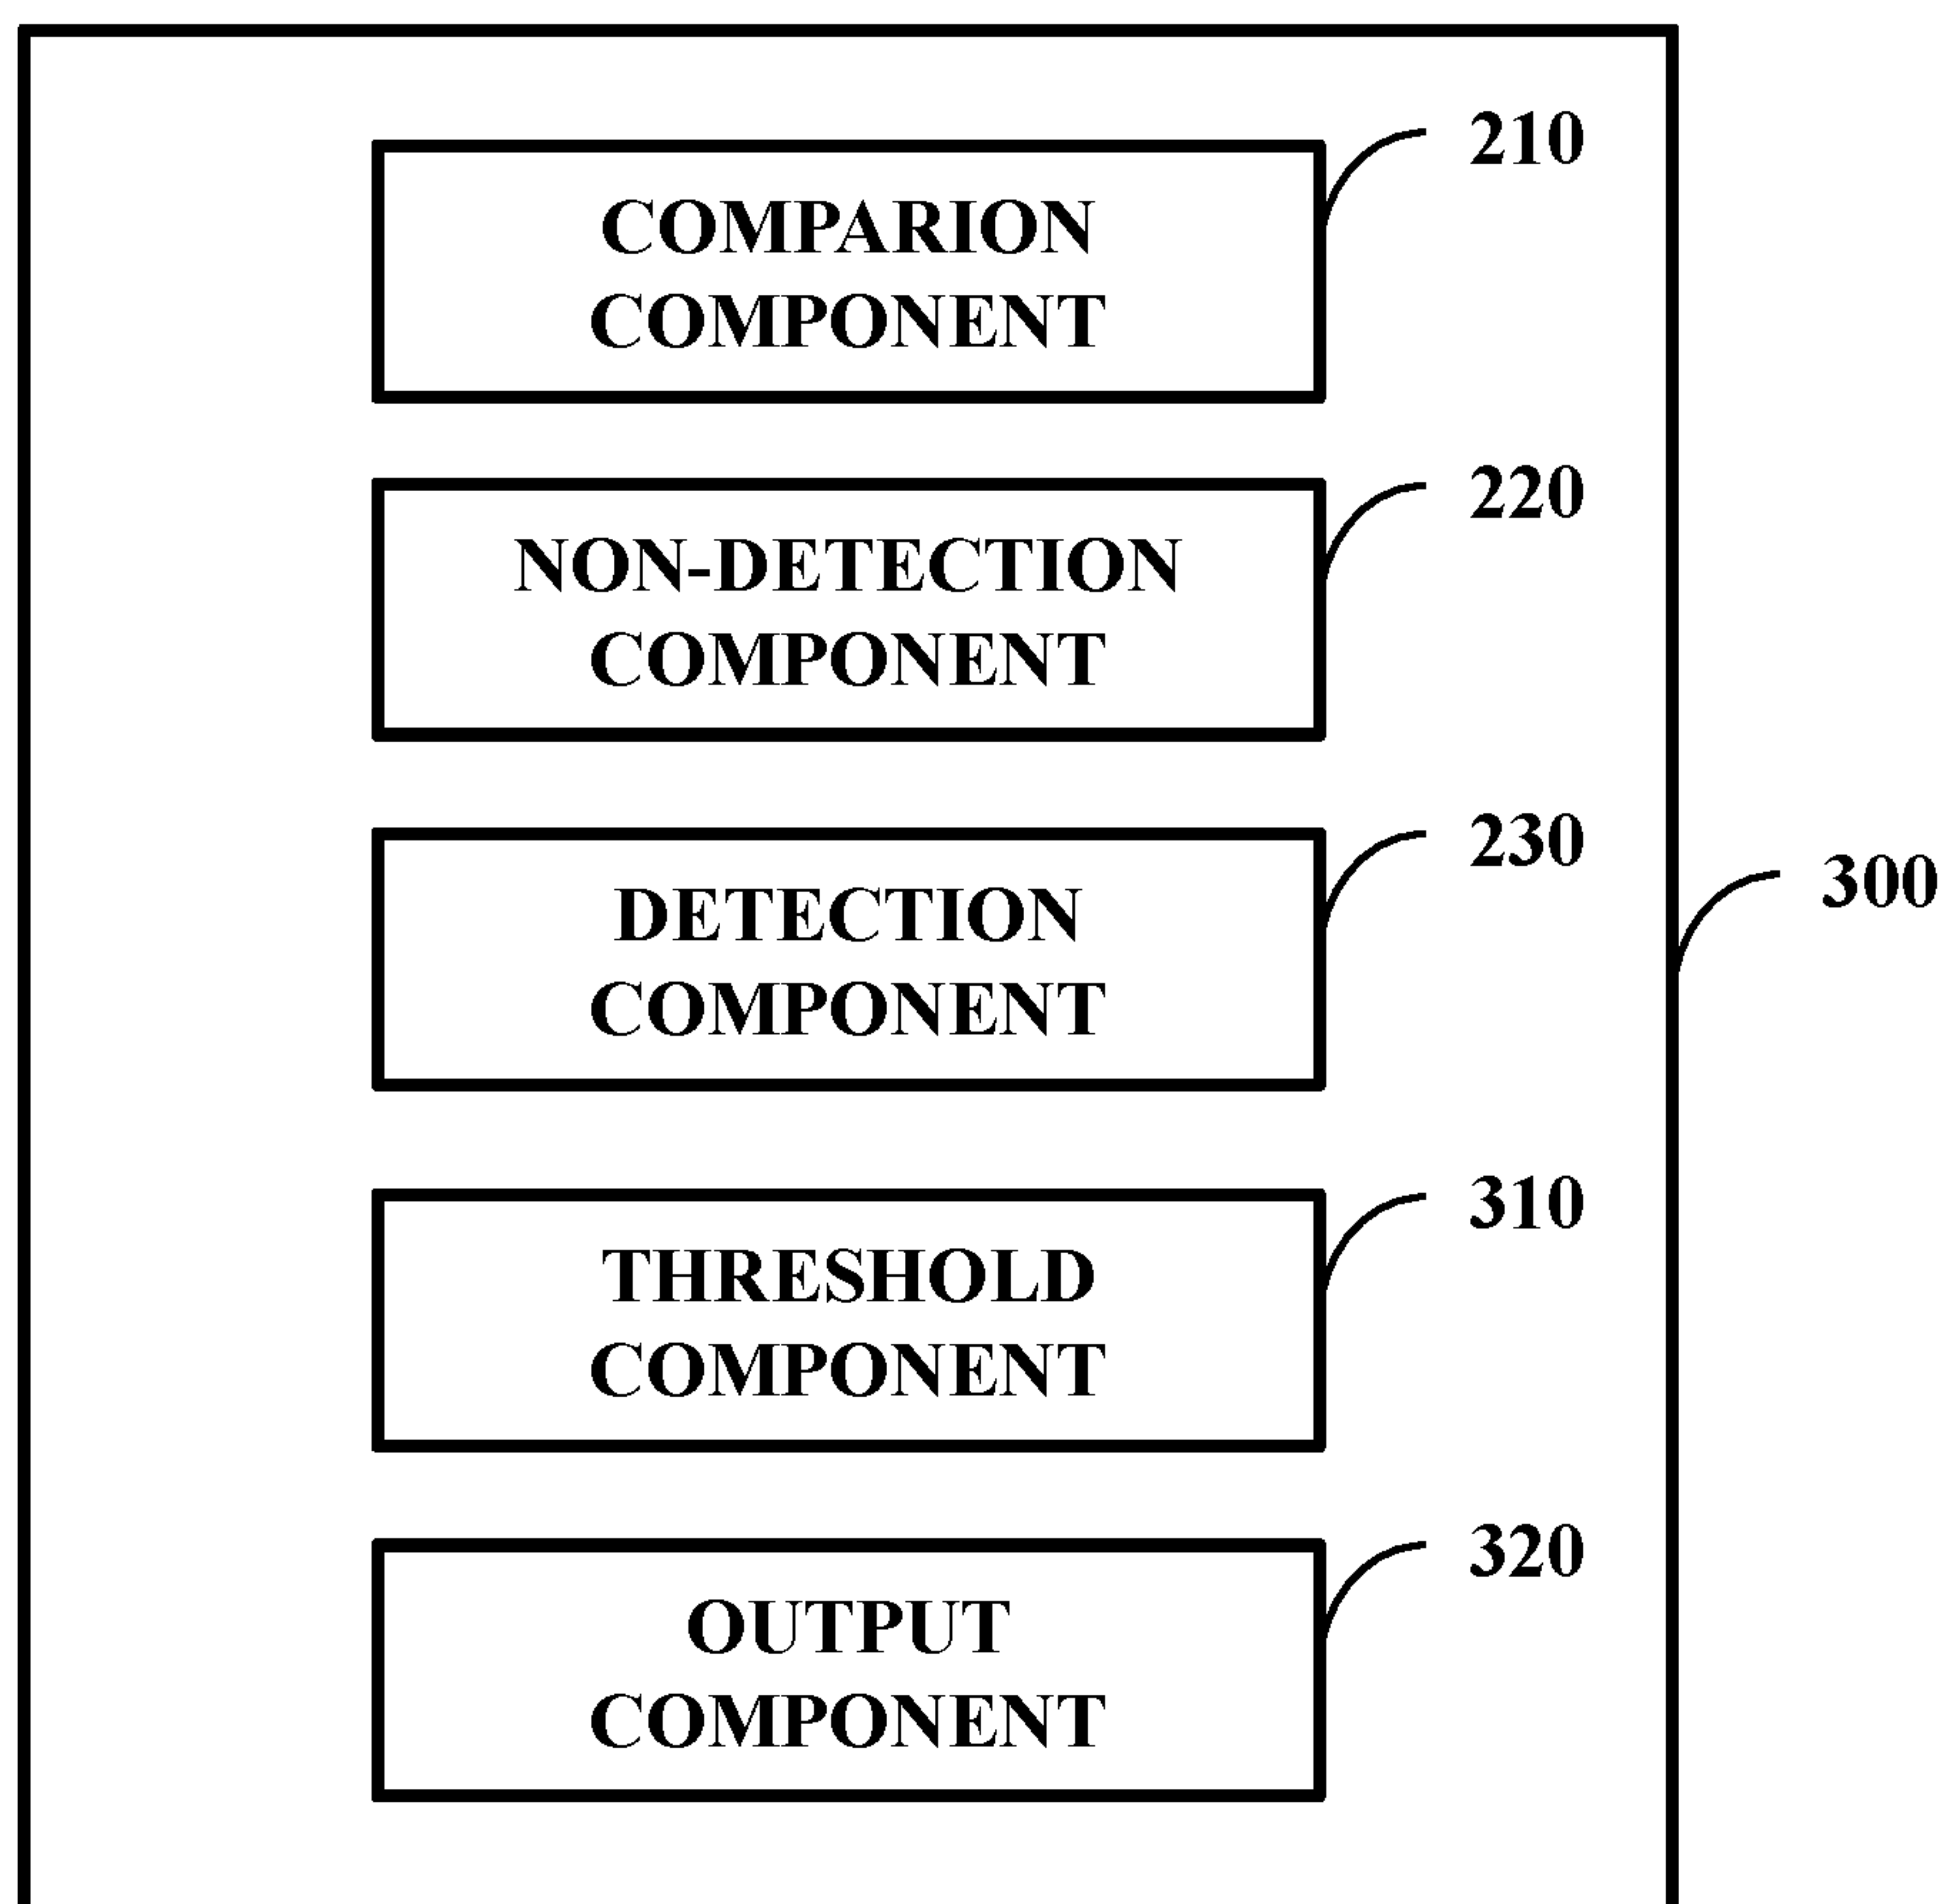 210
COMPARION
COMPONENT
220
NON-DETECTION
COMPONENT
230
DETECTION
COMPONENT
300
310
THRESHOLD
COMPONENT
320
OUTPUT
COMPONENT